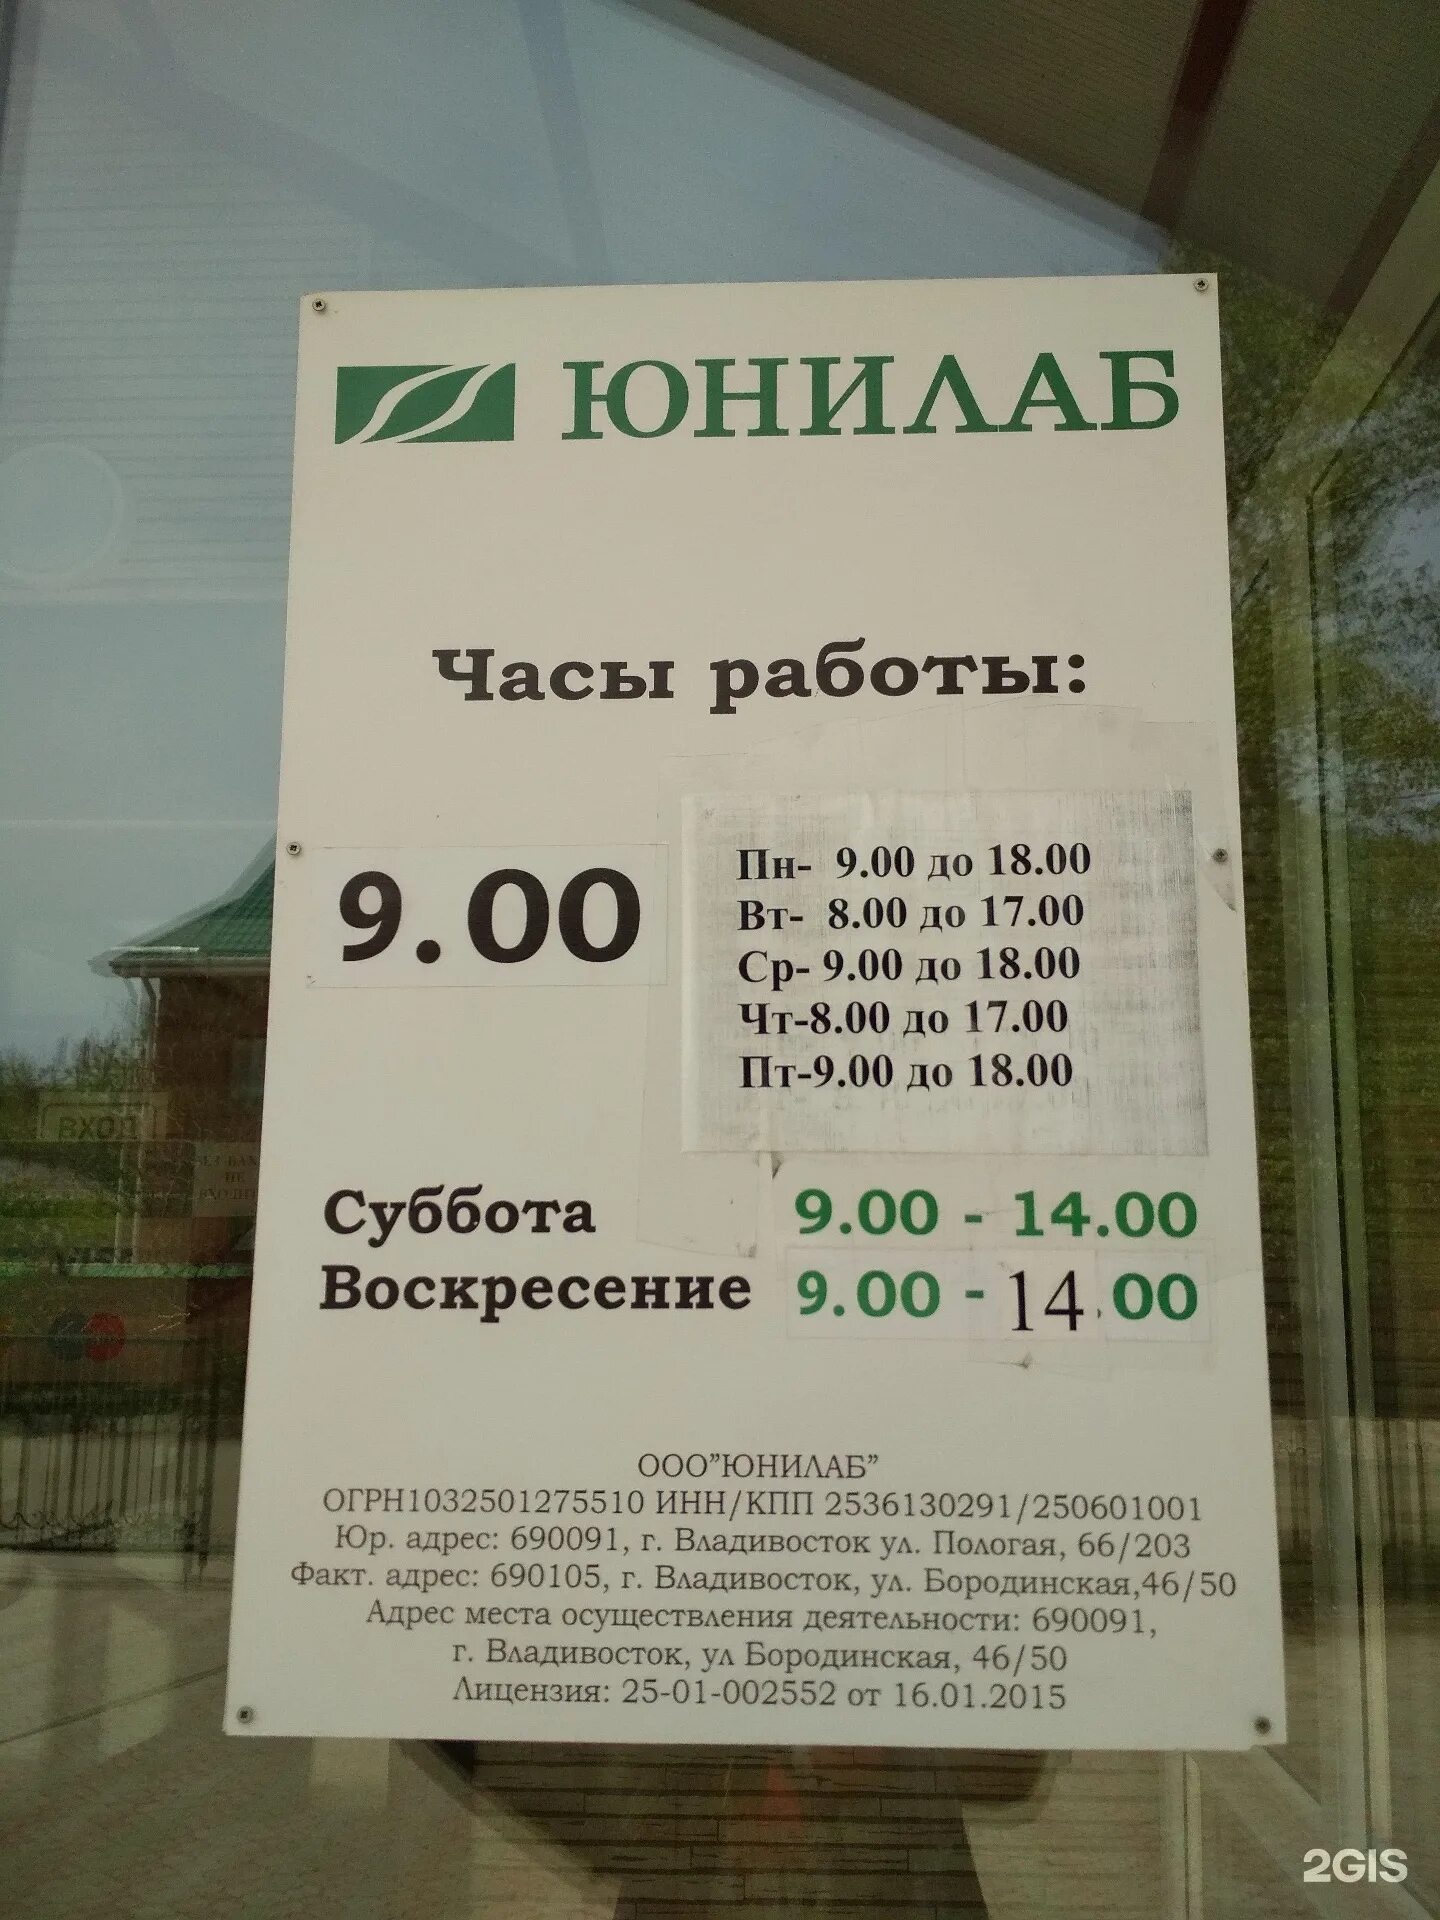 ЮНИЛАБ
Часы работы:
9.00
Пн- 9.00 до 18.00
Вт- 8.00 до 17.00
Ср- 9.00 до 18.00
Чт-8.00 до 17.00
Пт-9.00 до 18.00
Суббота 9.00 - 14.00
Воскресение 9.00 - 14.00
ООО"ЮНИЛАБ"
ОГРН1032501275510 ИНН/КПП 2536130291/250601001
Юр. адрес: 690091, г. Владивосток ул. Пологая, 66/203
Факт. адрес: 690105, г. Владивосток, ул. Бородинская,46/50
Адрес места осуществления деятельности: 690091,
г. Владивосток, ул Бородинская, 46/50
Лицензия: 25-01-002552 от 16.01.2015
ВХОД
НЕ
2GIS